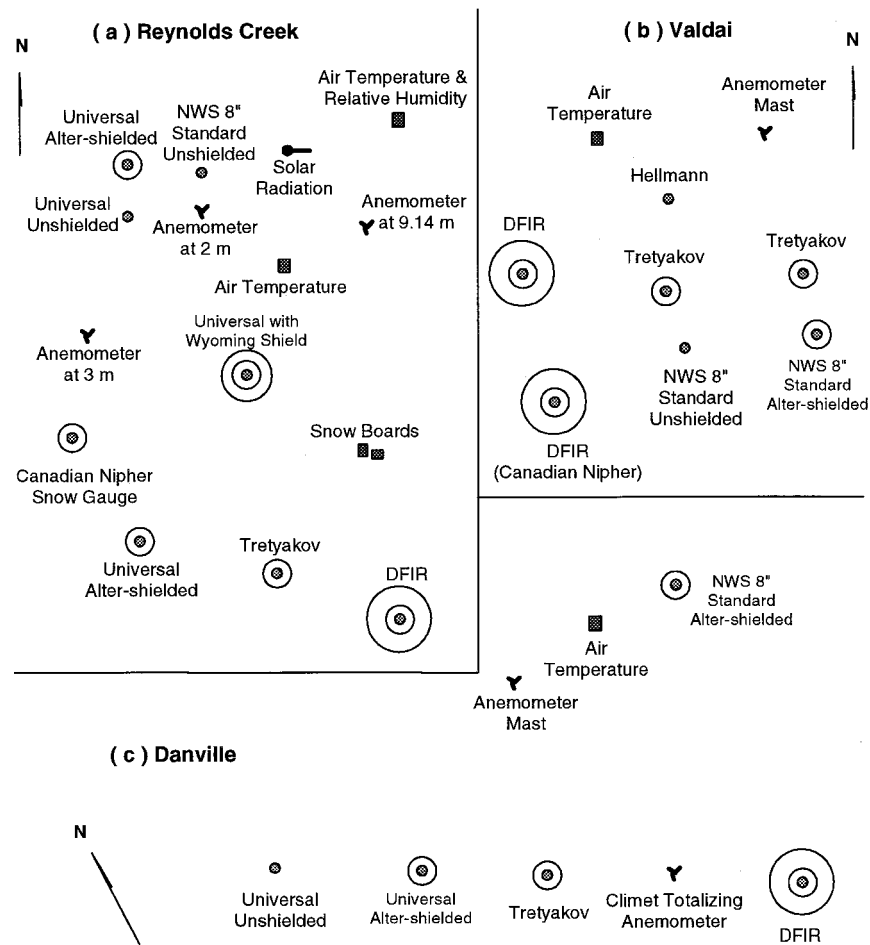 ( a ) Reynolds Creek
N
Air Temperature &
Relative Humidity
Universal
Alter-shielded
NWS 8"
Standard
Unshielded
Solar
Radiation
Universal
Unshielded
Anemometer
at 2 m
Anemometer
at 9.14 m
Air Temperature
Universal with
Wyoming Shield
Anemometer
at 3 m
Snow Boards
Canadian Nipher
Snow Gauge
Universal
Alter-shielded
Tretyakov
DFIR
( b ) Valdai
N
Air
Temperature
Anemometer
Mast
Hellmann
DFIR
Tretyakov
Tretyakov
NWS 8"
Standard
Unshielded
NWS 8"
Standard
Alter-shielded
DFIR
(Canadian Nipher)
NWS 8"
Standard
Alter-shielded
Air
Temperature
Anemometer
Mast
( c ) Danville
N
Universal
Unshielded
Universal
Alter-shielded
Tretyakov
Climet Totalizing
Anemometer
DFIR